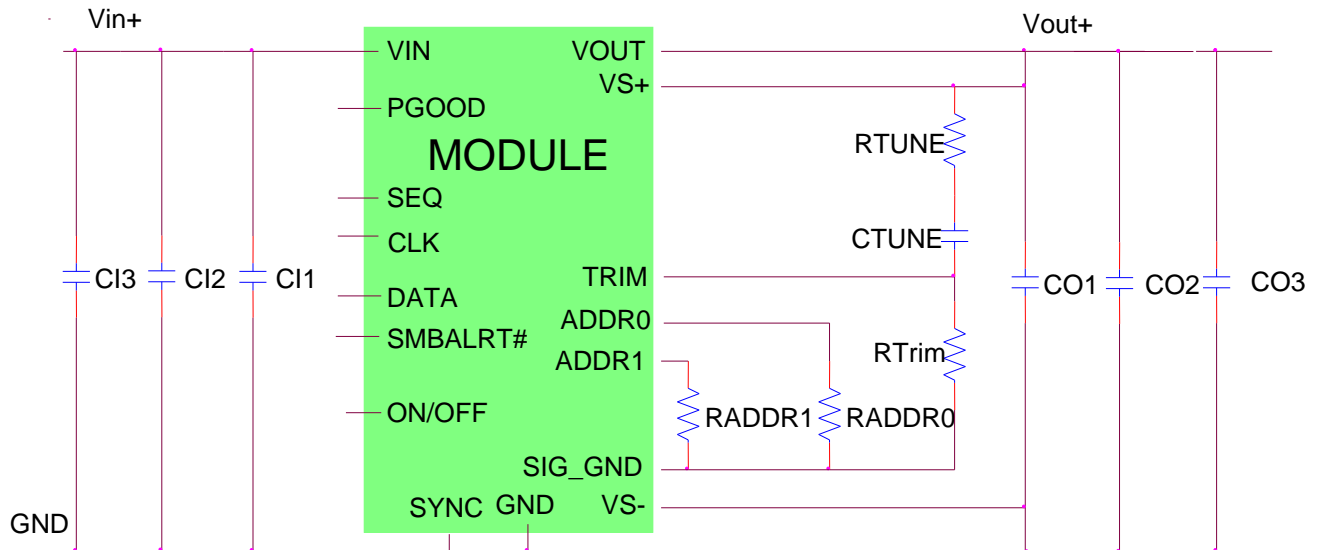 Vin+
Vout+
VIN
VOUT
VS+
PGOOD
MODULE
RTUNE
SEQ
CLK
CTUNE
TRIM
CI3
CI2
CI1
CO1
CO2
CO3
DATA
ADDR0
SMBALRT#
ADDR1
RTrim
ON/OFF
RADDR1
RADDR0
SIG_GND
SYNC
GND
VS-
GND